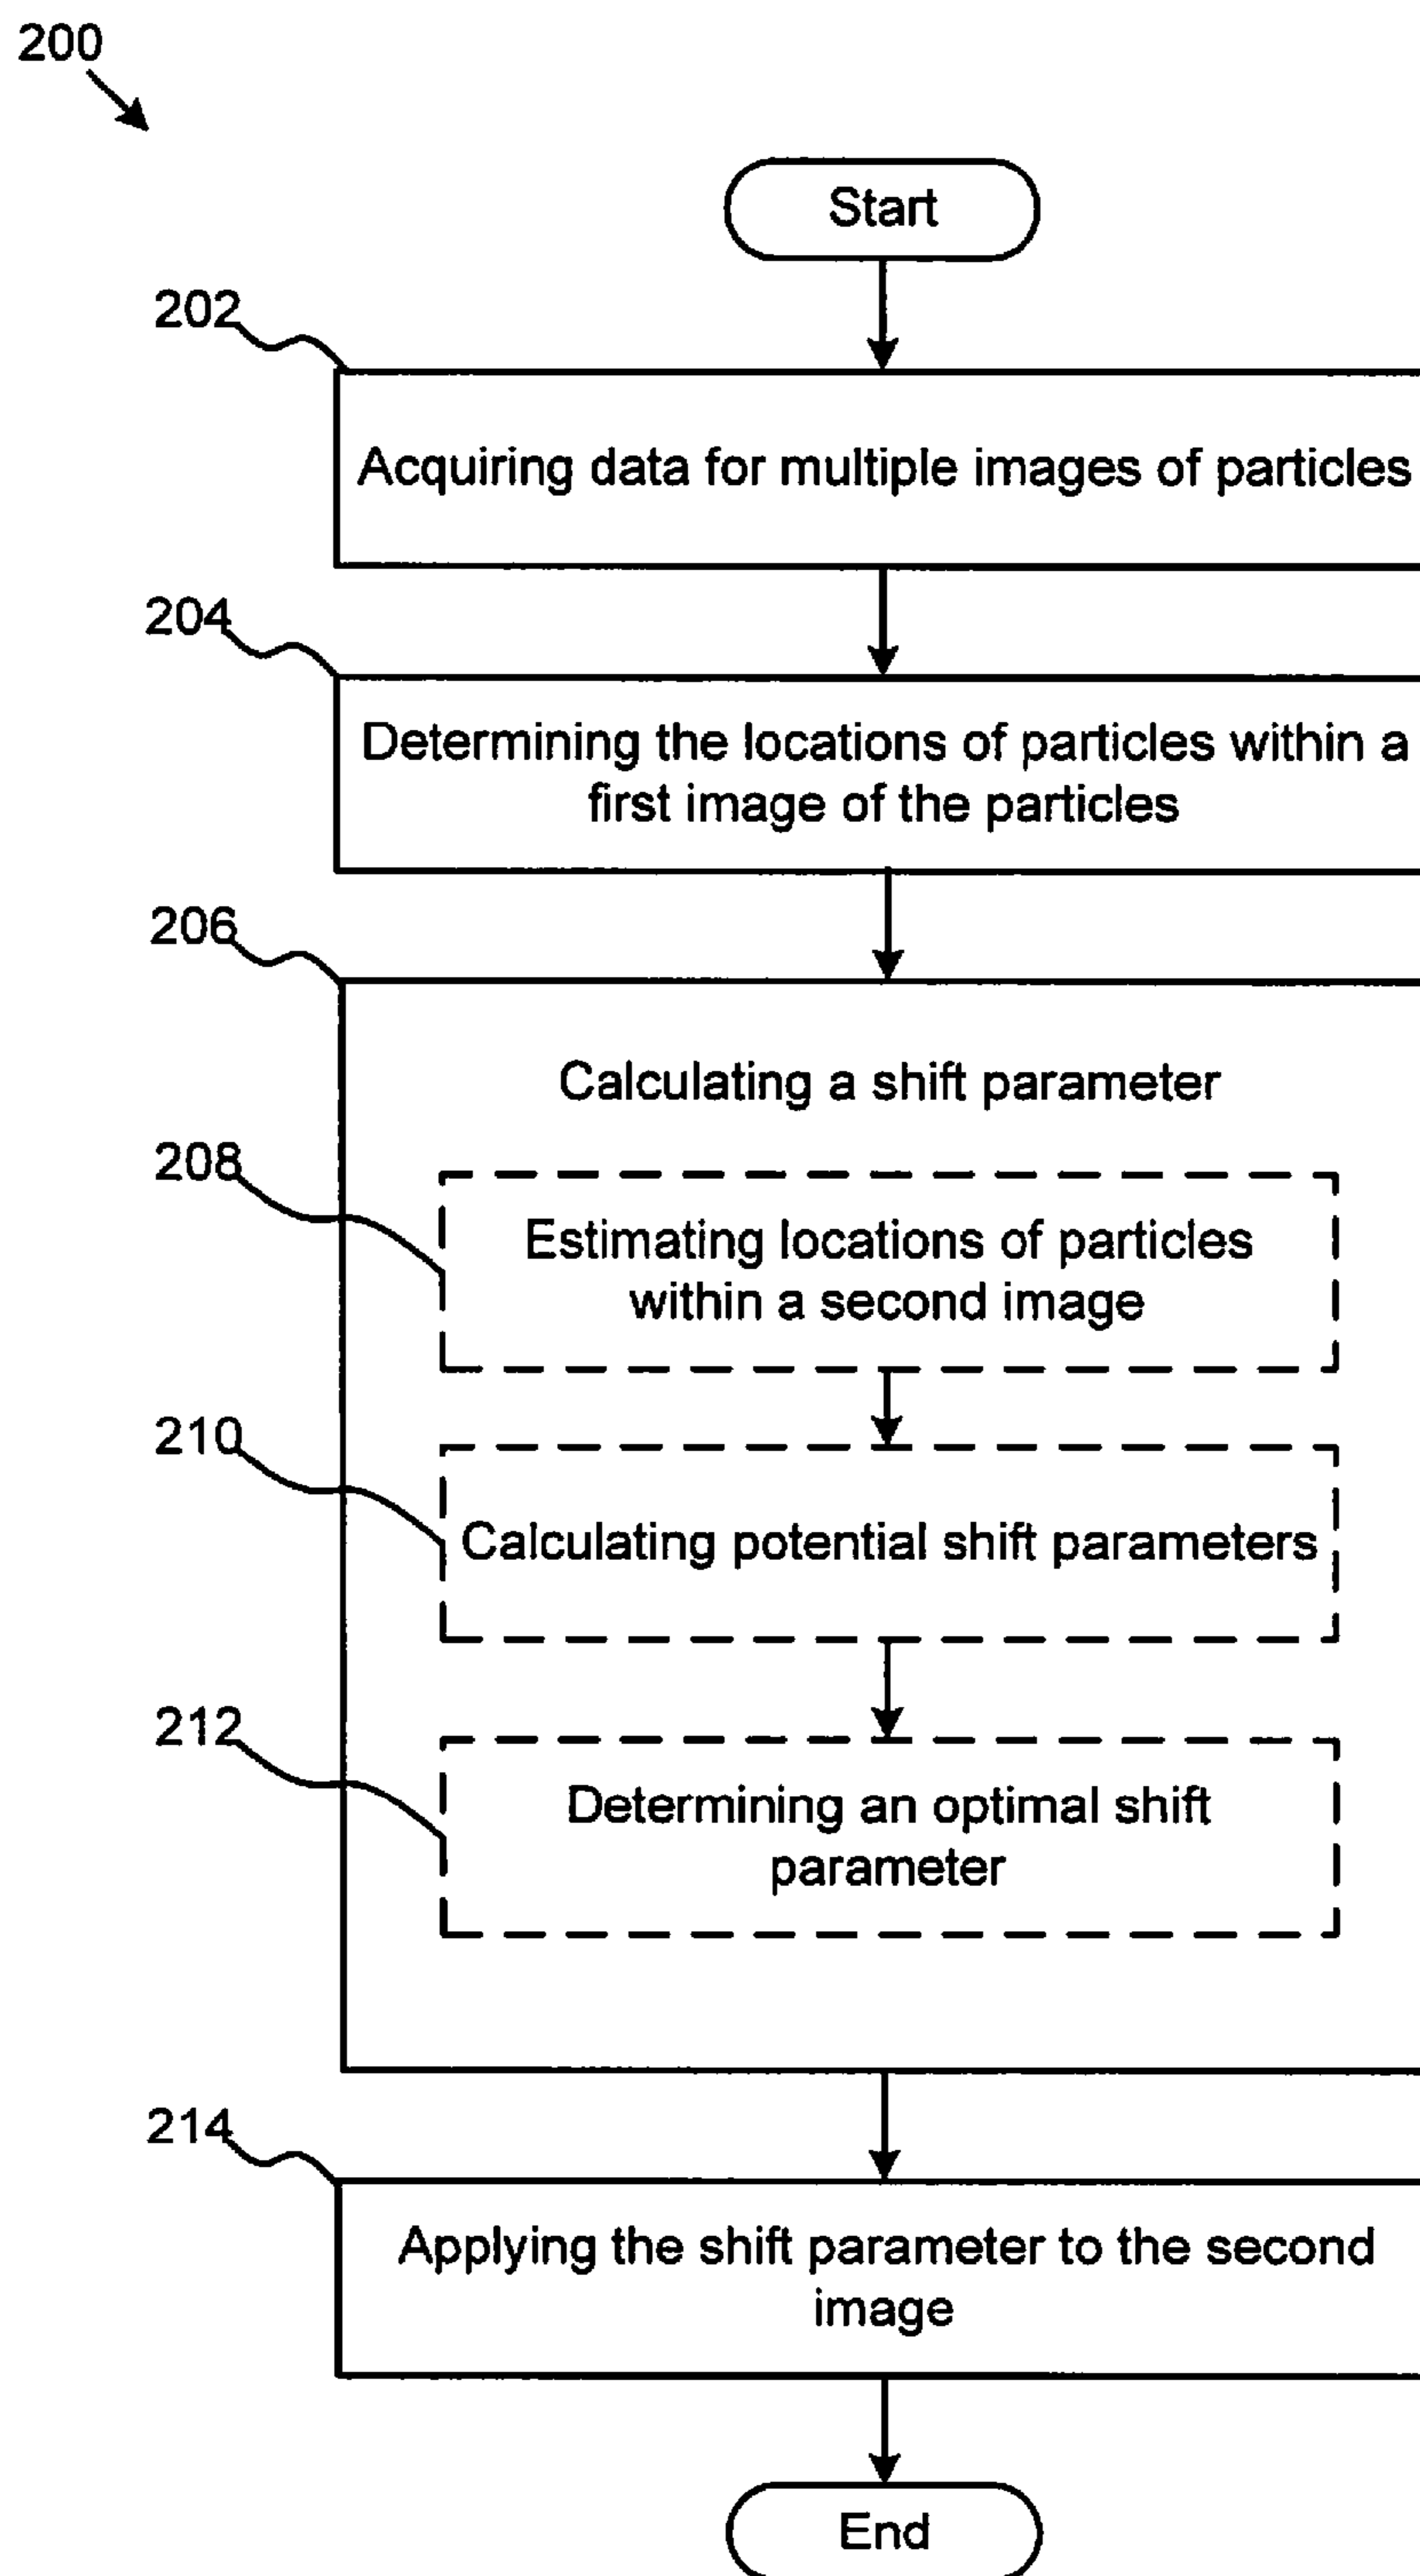 200
Start
202
Acquiring data for multiple images of particles
204
Determining the locations of particles within a
first image of the particles
206
Calculating a shift parameter
208
Estimating locations of particles
within a second image
210
Calculating potential shift parameters
212
Determining an optimal shift
parameter
214
Applying the shift parameter to the second
image
End